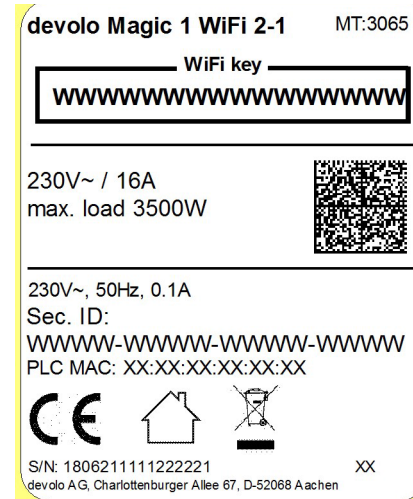 devolo Magic 1 WiFi 2-1 MT:3065
WiFi key
WWWWWWWWWWWWWWWW
230V~ / 16A
max. load 3500W
230V~, 50Hz, 0.1A
Sec. ID:
WWWW-WWWW-WWWW-WWWW
PLC MAC: XX:XX:XX:XX:XX:XX
CE
S/N: 1806211111222221 XX
devolo AG, Charlottenburger Allee 67, D-52068 Aachen